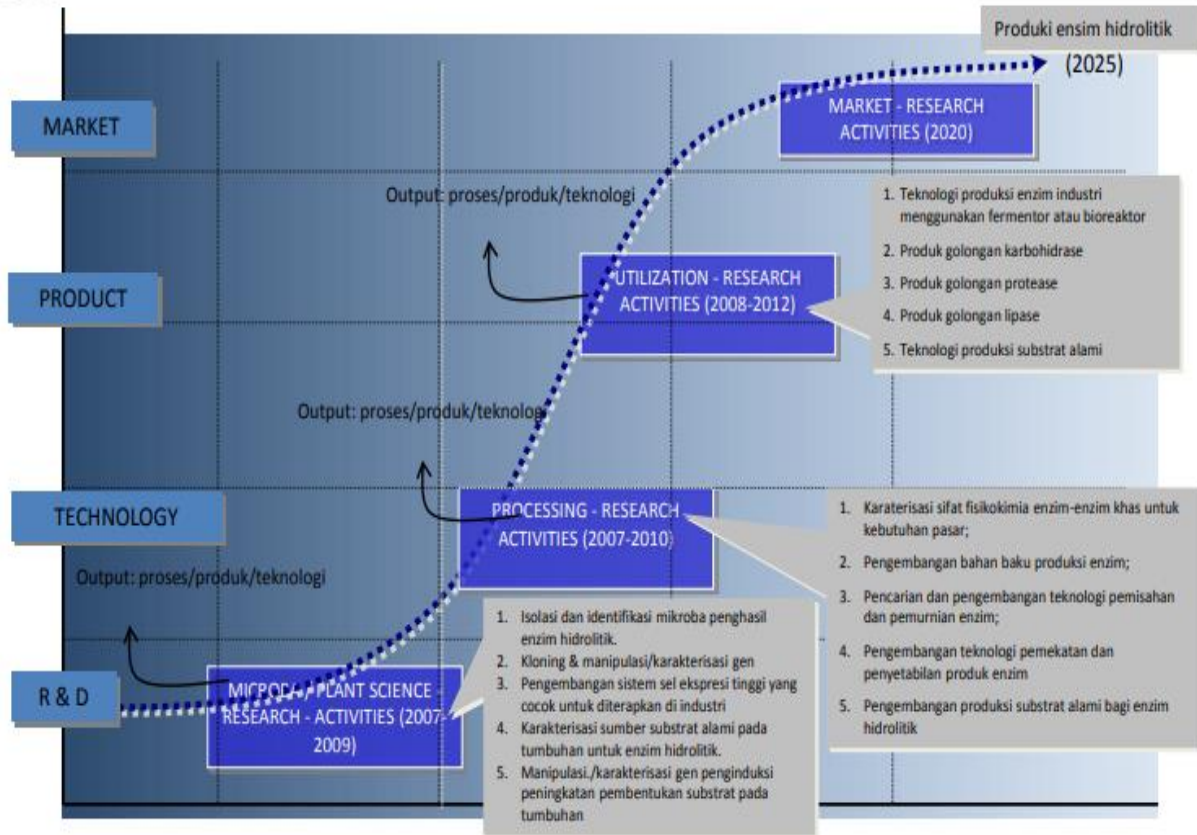 Produki ensim hidrolitik
(2025)
MARKET
MARKET - RESEARCH
ACTIVITIES (2020)
Output: proses/produk/teknologi
1. Teknologi produksi enzim industri
menggunakan fermentor atau bioreaktor
2. Produk golongan karbohidrase
3. Produk golongan protease
4. Produk golongan lipase
5. Teknologi produksi substrat alami
PRODUCT
UTILIZATION - RESEARCH
ACTIVITIES (2008-2012)
Output: proses/produk/teknologi
TECHNOLOGY
PROCESSING - RESEARCH
ACTIVITIES (2007-2010)
1. Karaterisasi sifat fisikokimia enzim-enzim khas untuk
kebutuhan pasar;
2. Pengembangan bahan baku produksi enzim;
3. Pencarian dan pengembangan teknologi pemisahan
dan pemurnian enzim;
4. Pengembangan teknologi pemekatan dan
penyetabilan produk enzim
5. Pengembangan produksi substrat alami bagi enzim
hidrolitik
Output: proses/produk/teknologi
1. Isolasi dan identifikasi mikroba penghasil
enzim hidrolitik.
2. Kloning & manipulasi/karakterisasi gen
3. Pengembangan sistem sel ekspresi tinggi yang
cocok untuk diterapkan di industri
4. Karakterisasi sumber substrat alami pada
tumbuhan untuk enzim hidrolitik.
5. Manipulasi./karakterisasi gen penginduksi
peningkatan pembentukan substrat pada
tumbuhan
R & D
PLANT SCIENCE -
RESEARCH - ACTIVITIES (2007-
2009)